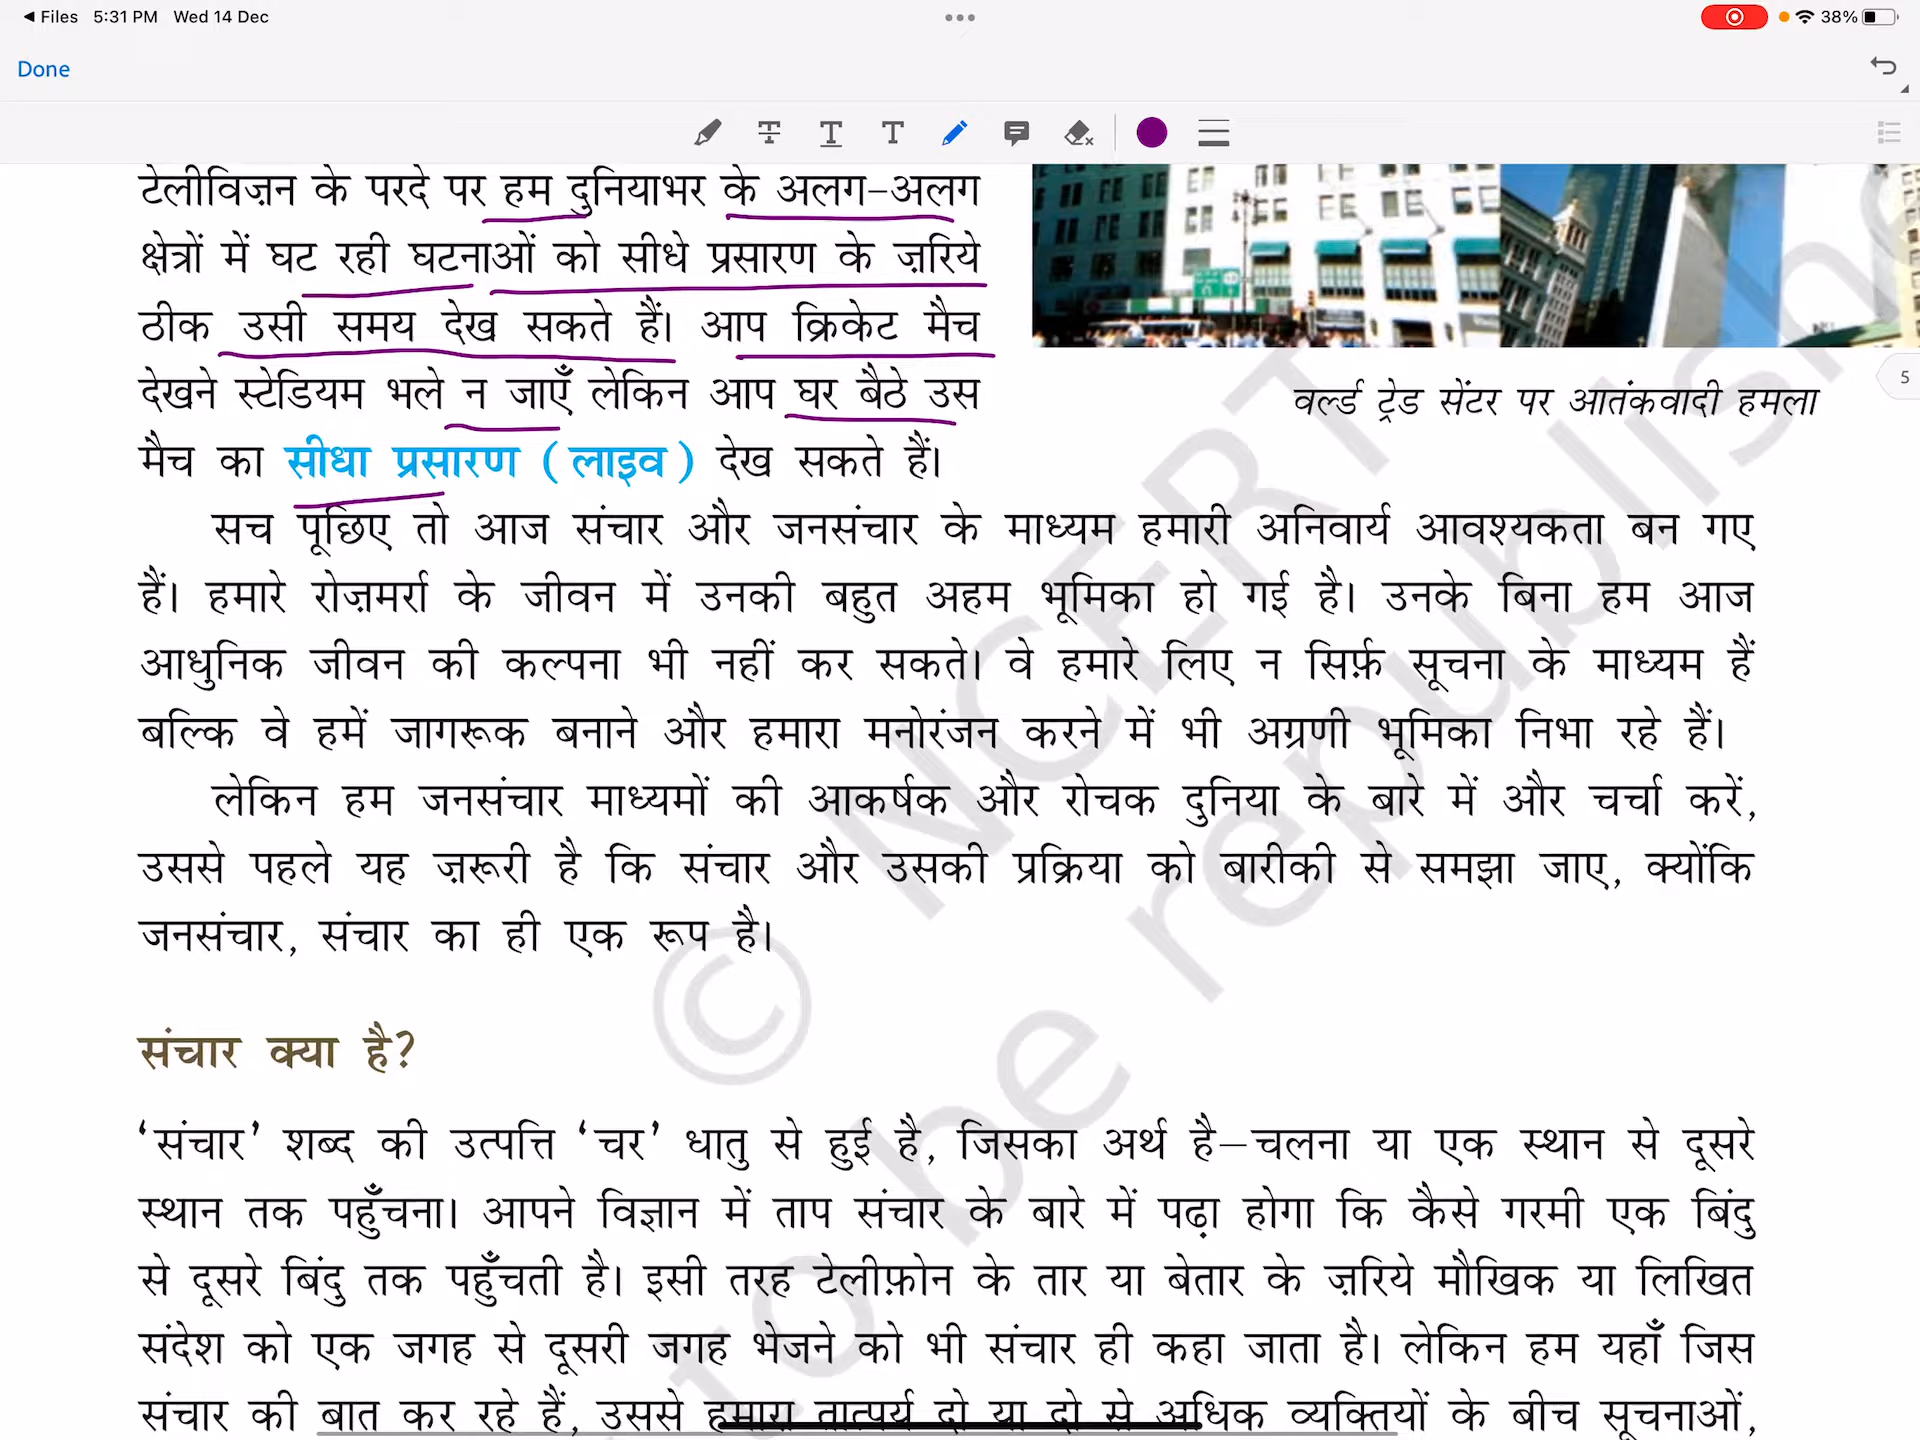 Files 5:31 PM Wed 14 Dec 38%
Done
टेलीविज़न के परदे पर हम दुनियाभर के अलग-अलग
क्षेत्रों में घट रही घटनाओं को सीधे प्रसारण के ज़रिये
ठीक उसी समय देख सकते हैं। आप क्रिकेट मैच
देखने स्टेडियम भले न जाएँ लेकिन आप घर बैठे उस
मैच का सीधा प्रसारण (लाइव) देख सकते हैं।
वर्ल्ड ट्रेड सेंटर पर आतंकवादी हमला
5
सच पूछिए तो आज संचार और जनसंचार के माध्यम हमारी अनिवार्य आवश्यकता बन गए
हैं। हमारे रोज़मर्रा के जीवन में उनकी बहुत अहम भूमिका हो गई है। उनके बिना हम आज
आधुनिक जीवन की कल्पना भी नहीं कर सकते। वे हमारे लिए न सिर्फ़ सूचना के माध्यम हैं
बल्कि वे हमें जागरूक बनाने और हमारा मनोरंजन करने में भी अग्रणी भूमिका निभा रहे हैं।
लेकिन हम जनसंचार माध्यमों की आकर्षक और रोचक दुनिया के बारे में और चर्चा करें,
उससे पहले यह ज़रूरी है कि संचार और उसकी प्रक्रिया को बारीकी से समझा जाए, क्योंकि
जनसंचार, संचार का ही एक रूप है।
संचार क्या है?
‘संचार’ शब्द की उत्पत्ति ‘चर’ धातु से हुई है, जिसका अर्थ है—चलना या एक स्थान से दूसरे
स्थान तक पहुँचना। आपने विज्ञान में ताप संचार के बारे में पढ़ा होगा कि कैसे गरमी एक बिंदु
से दूसरे बिंदु तक पहुँचती है। इसी तरह टेलीफ़ोन के तार या बेतार के ज़रिये मौखिक या लिखित
संदेश को एक जगह से दूसरी जगह भेजने को भी संचार ही कहा जाता है। लेकिन हम यहाँ जिस
संचार की बात कर रहे हैं, उससे हमारा तात्पर्य दो या दो से अधिक व्यक्तियों के बीच सूचनाओं,
© NCERT
to be republish